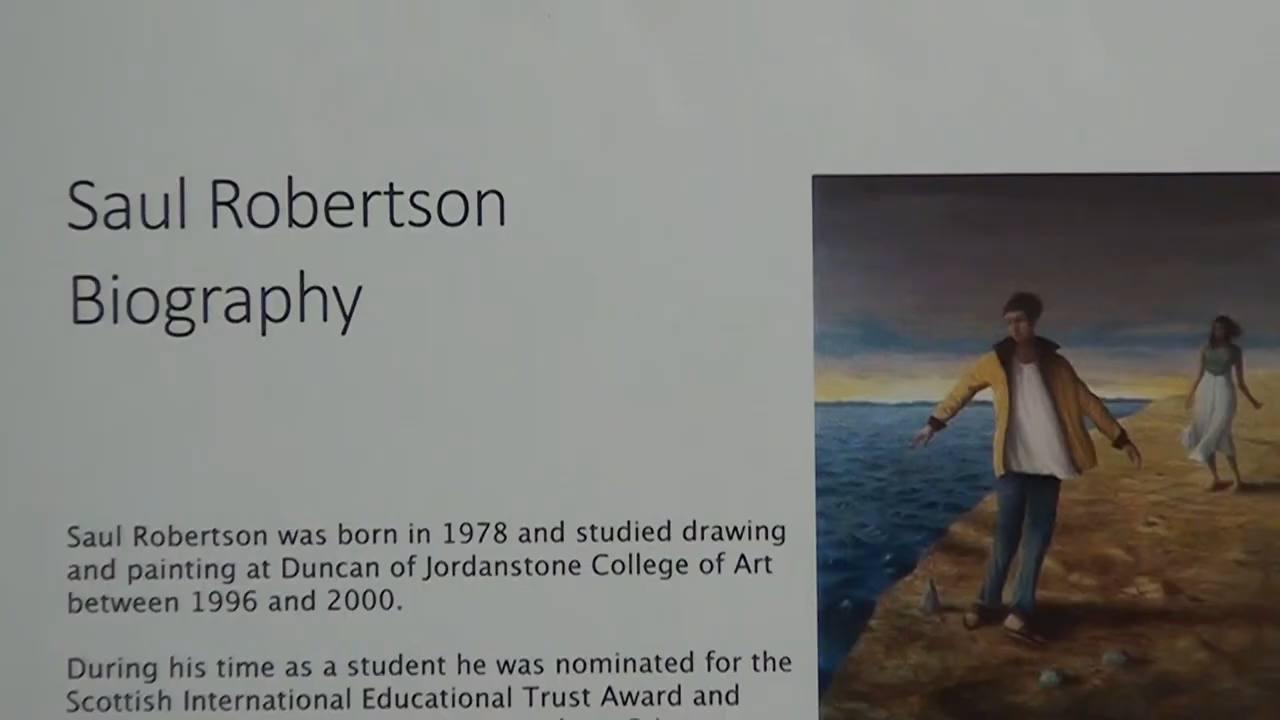 Saul Robertson
Biography
Saul Robertson was born in 1978 and studied drawing
and painting at Duncan of Jordanstone College of Art
between 1996 and 2000.
During his time as a student he was nominated for the
Scottish International Educational Trust Award and